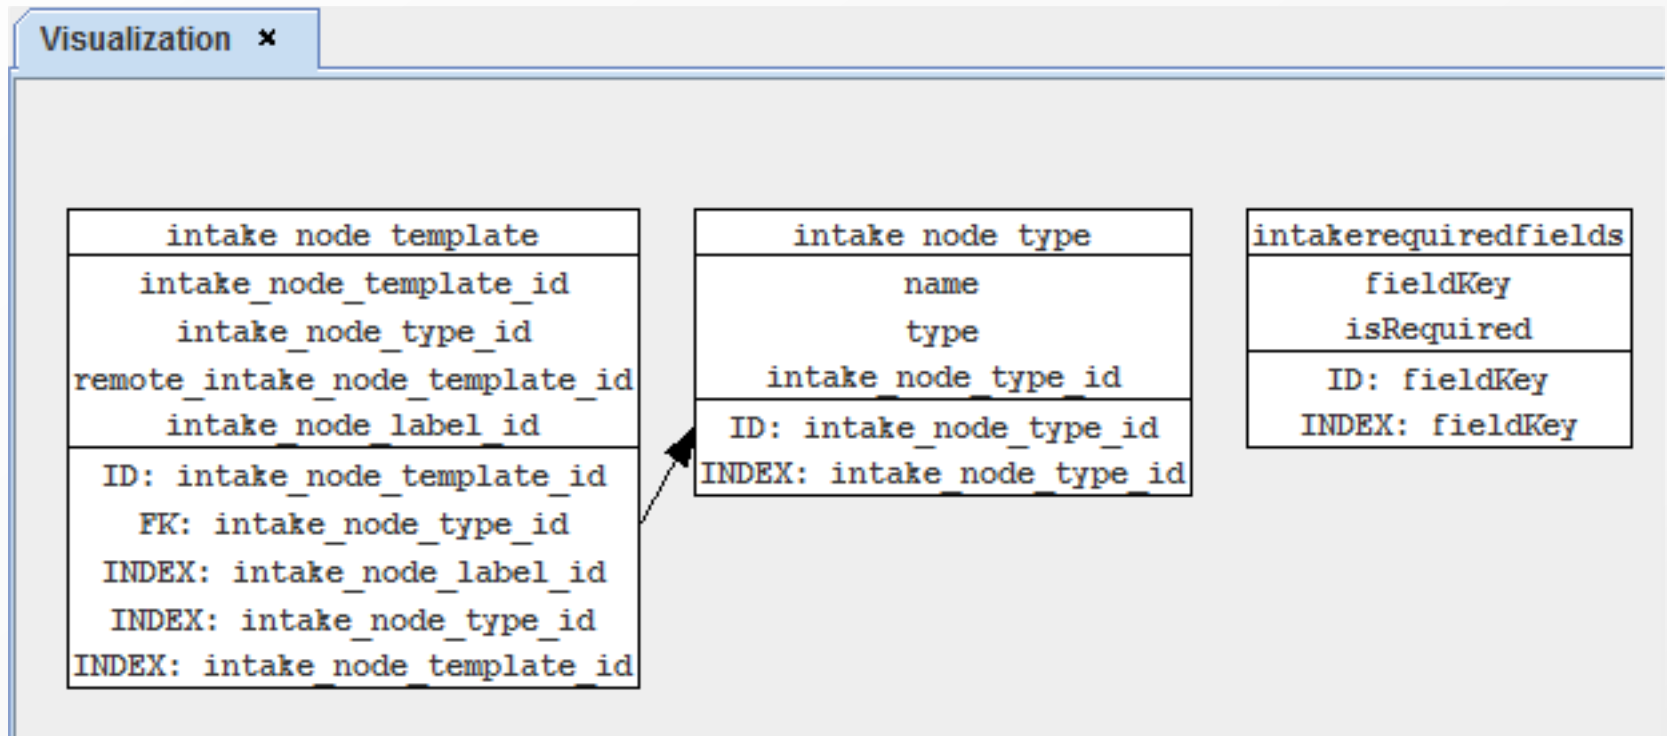 Visualization ×
intake_node_template
intake_node_template_id
intake_node_type_id
remote_intake_node_template_id
intake_node_label_id
ID: intake_node_template_id
FK: intake_node_type_id
INDEX: intake_node_label_id
INDEX: intake_node_type_id
INDEX: intake_node_template_id
intake_node_type
name
type
intake_node_type_id
ID: intake_node_type_id
INDEX: intake_node_type_id
intakerequiredfields
fieldKey
isRequired
ID: fieldKey
INDEX: fieldKey